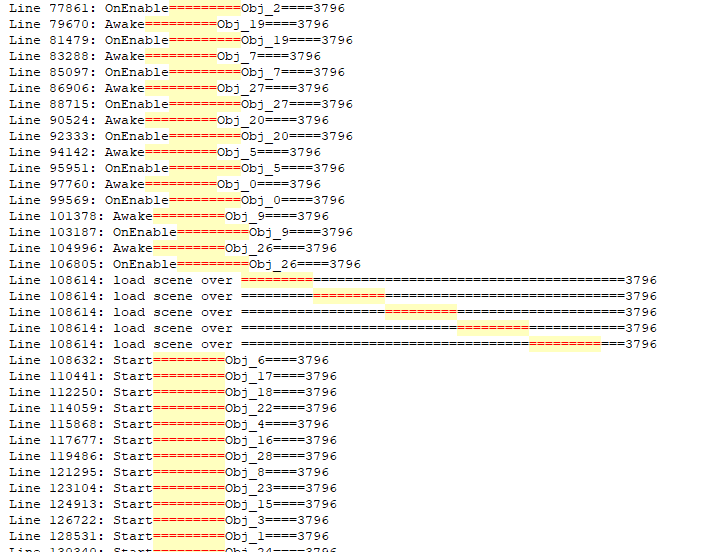 Line 77861: OnEnable=========Obj_2====3796
Line 79670: Awake=========Obj_19====3796
Line 81479: OnEnable=========Obj_19====3796
Line 83288: Awake=========Obj_7====3796
Line 85097: OnEnable=========Obj_7====3796
Line 86906: Awake=========Obj_27====3796
Line 88715: OnEnable=========Obj_27====3796
Line 90524: Awake=========Obj_20====3796
Line 92333: OnEnable=========Obj_20====3796
Line 94142: Awake=========Obj_5====3796
Line 95951: OnEnable=========Obj_5====3796
Line 97760: Awake=========Obj_0====3796
Line 99569: OnEnable=========Obj_0====3796
Line 101378: Awake=========Obj_9====3796
Line 103187: OnEnable=========Obj_9====3796
Line 104996: Awake=========Obj_26====3796
Line 106805: OnEnable=========Obj_26====3796
Line 108614: load scene over ================================================3796
Line 108614: load scene over ================================================3796
Line 108614: load scene over ================================================3796
Line 108614: load scene over ================================================3796
Line 108614: load scene over ================================================3796
Line 108632: Start=========Obj_6====3796
Line 110441: Start=========Obj_17====3796
Line 112250: Start=========Obj_18====3796
Line 114059: Start=========Obj_22====3796
Line 115868: Start=========Obj_4====3796
Line 117677: Start=========Obj_16====3796
Line 119486: Start=========Obj_28====3796
Line 121295: Start=========Obj_8====3796
Line 123104: Start=========Obj_23====3796
Line 124913: Start=========Obj_15====3796
Line 126722: Start=========Obj_3====3796
Line 128531: Start=========Obj_1====3796
Line 130340: Start=========Obj_24====3796